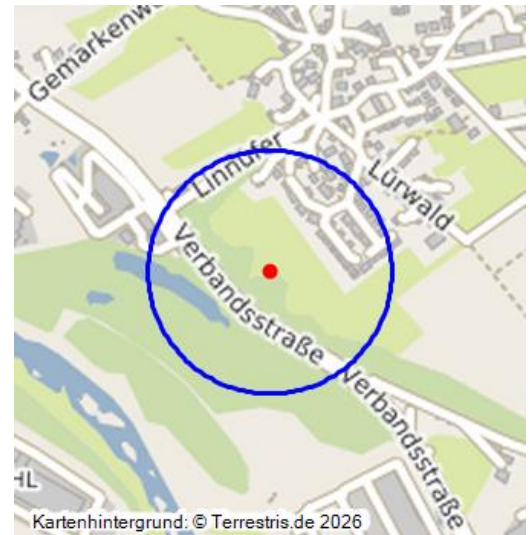 Gemarkenw
Linnufer
Lürwald
Verbandsstraße
Verbandsstraße
HL
Kartenhintergrund: © Terrestris.de 2026